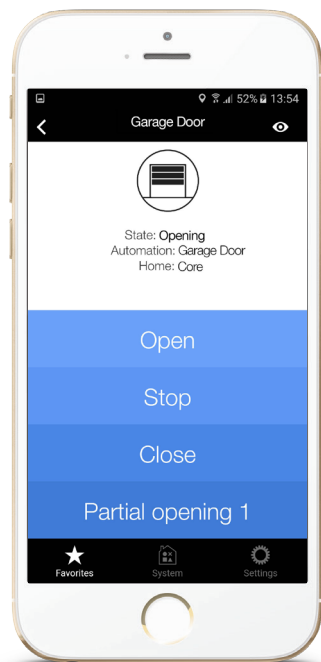 52% 13:54
Garage Door
State: Opening
Automation: Garage Door
Home: Core
Open
Stop
Close
Partial opening 1
Favorites System Settings